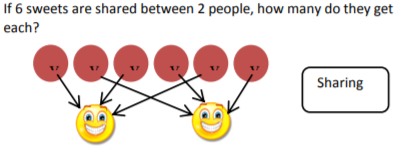 If 6 sweets are shared between 2 people, how many do they get
each?
Sharing